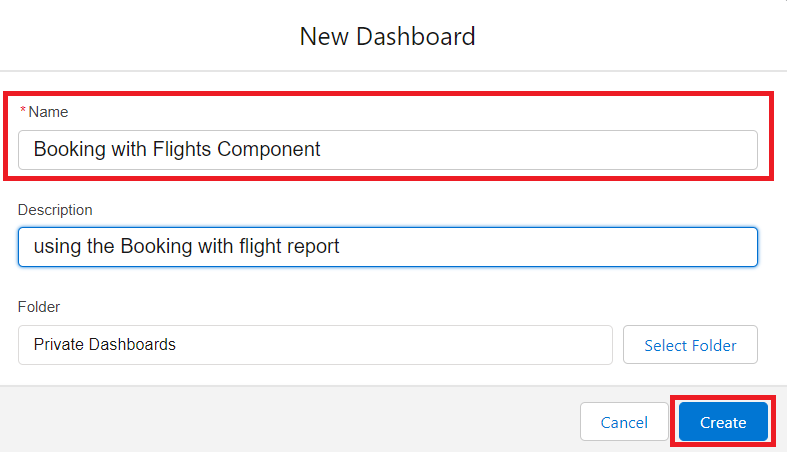 New Dashboard
* Name
Booking with Flights Component
Description
using the Booking with flight report
Folder
Private Dashboards
Select Folder
Cancel
Create